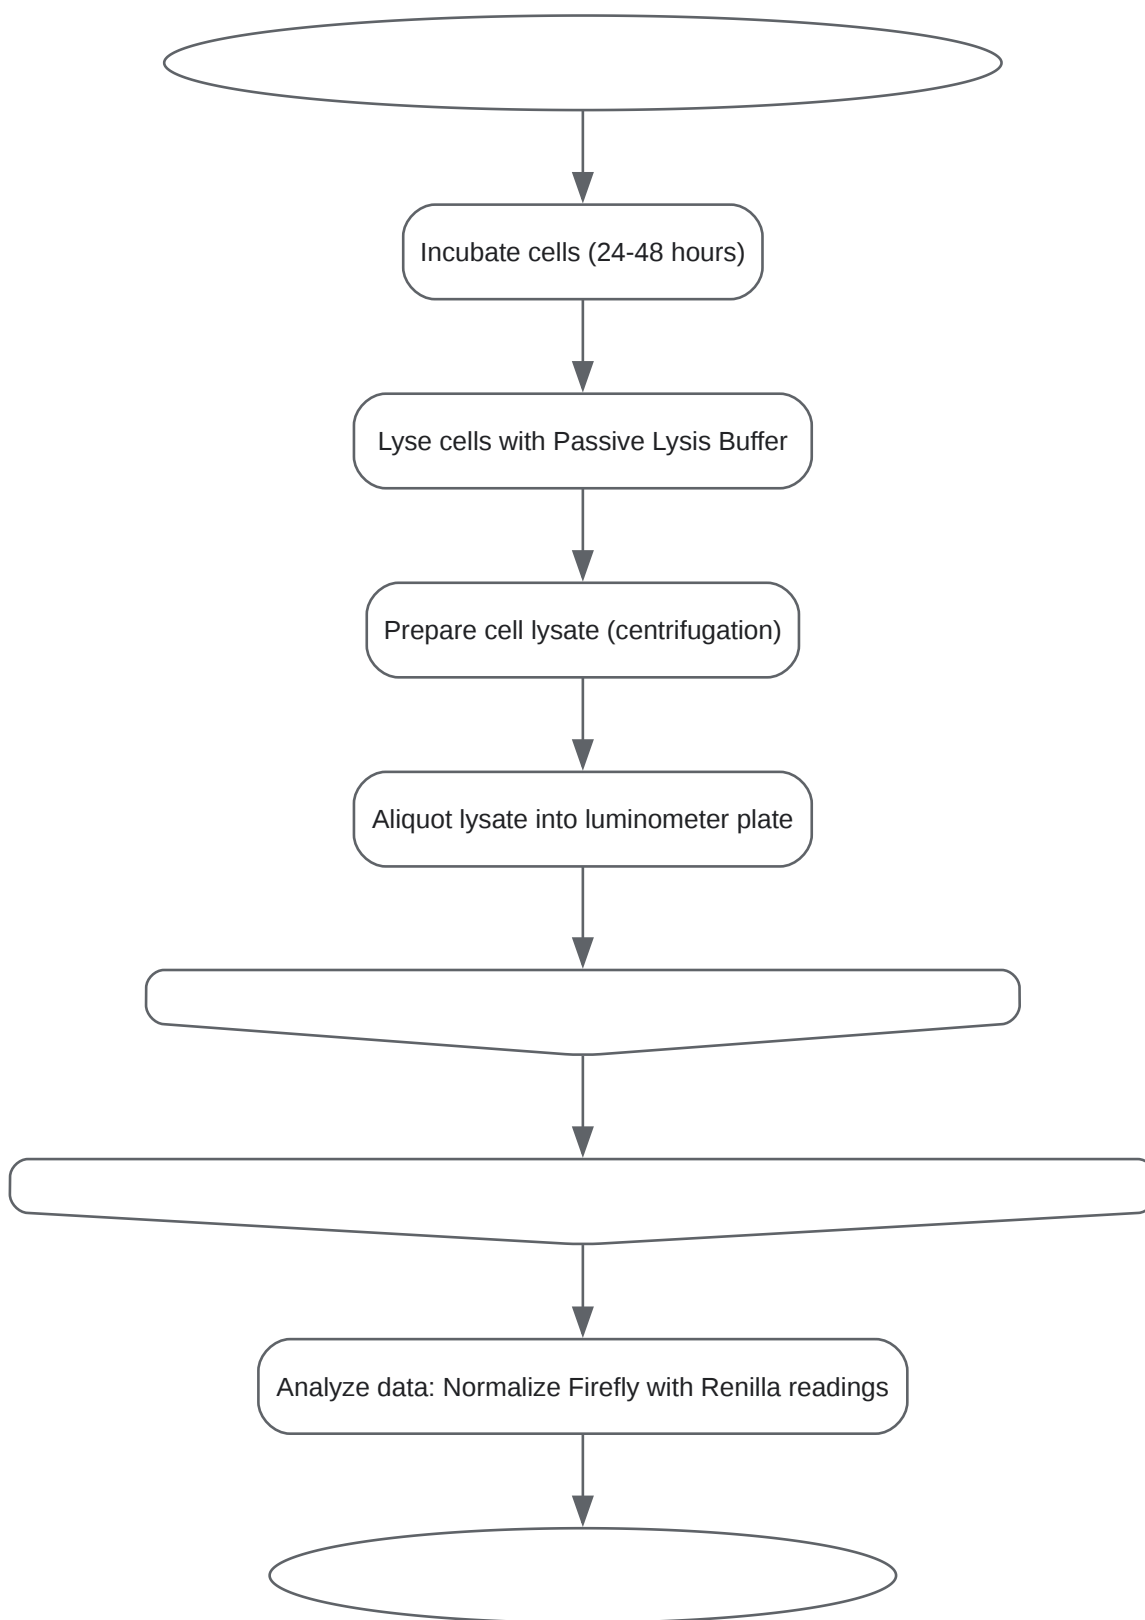 Incubate cells (24-48 hours)
Lyse cells with Passive Lysis Buffer
Prepare cell lysate (centrifugation)
Aliquot lysate into luminometer plate
Analyze data: Normalize Firefly with Renilla readings